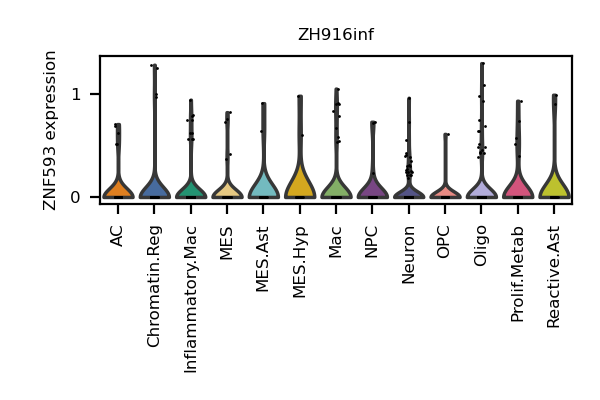 ZH916inf
ZNF593 expression
1
0
AC
Chromatin.Reg
Inflammatory.Mac
MES
MES.Ast
MES.Hyp
Mac
NPC
Neuron
OPC
Oligo
Prolif.Metab
Reactive.Ast